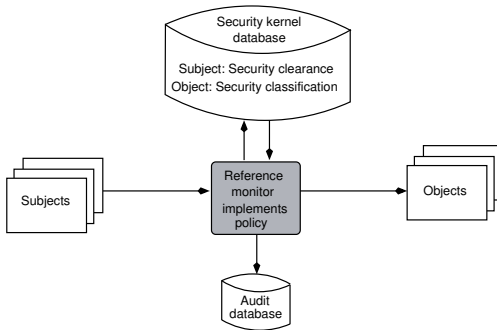 Security kernel
database
Subject: Security clearance
Object: Security classification
Subjects
Reference
monitor
implements
policy
Objects
Audit
database